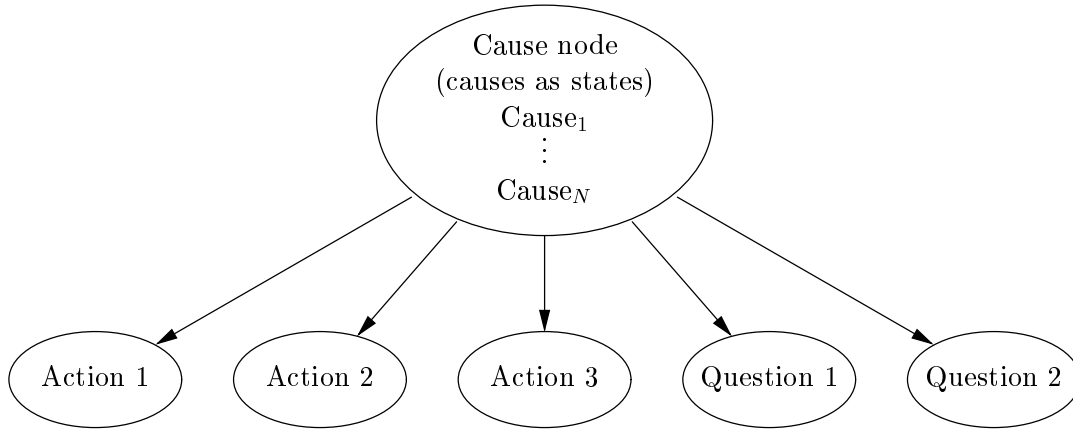 Cause node
(causes as states)
Cause₁
⋮
Cause_N
Action 1
Action 2
Action 3
Question 1
Question 2